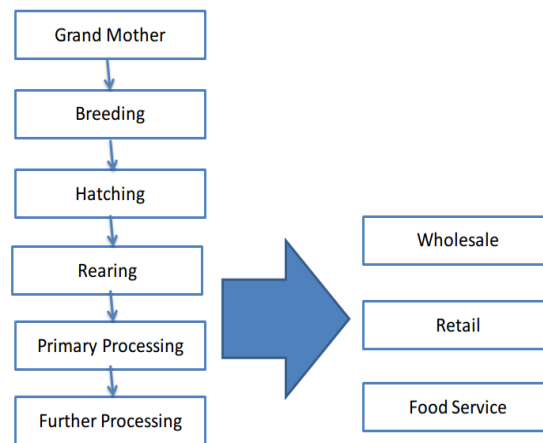 Grand Mother
Breeding
Hatching
Rearing
Primary Processing
Further Processing
Wholesale
Retail
Food Service